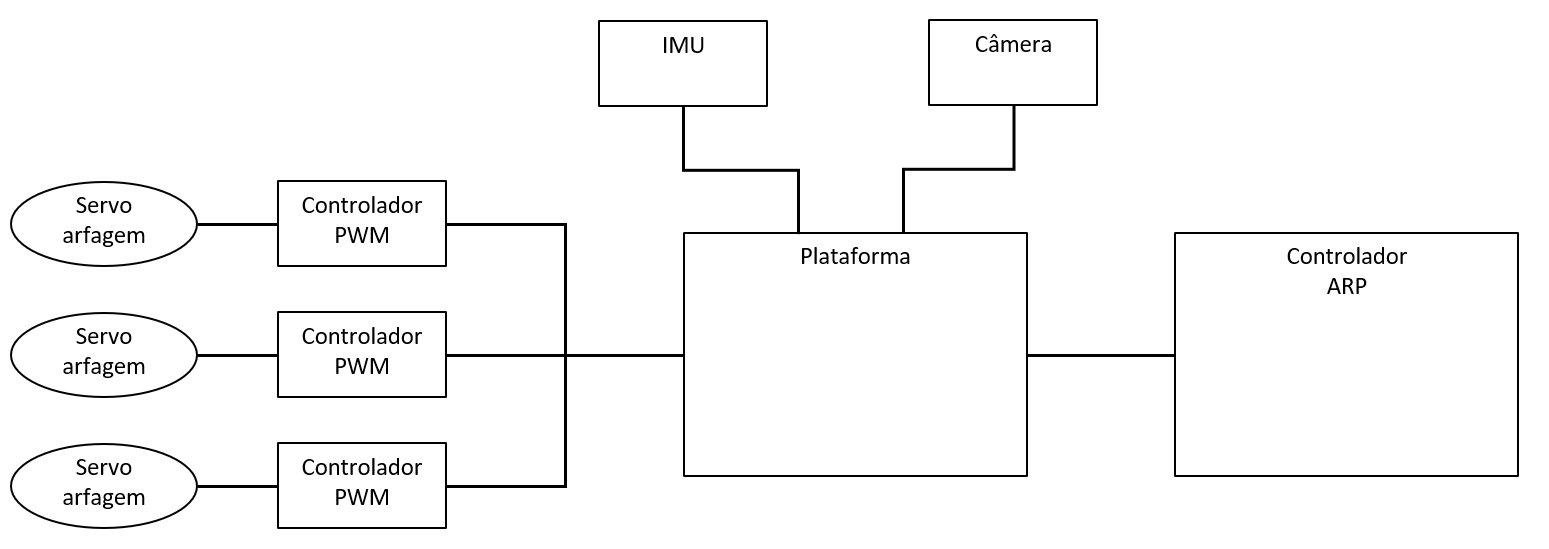 IMU
Câmera
Servo
arfagem
Controlador
PWM
Plataforma
Controlador
ARP
Servo
arfagem
Controlador
PWM
Servo
arfagem
Controlador
PWM